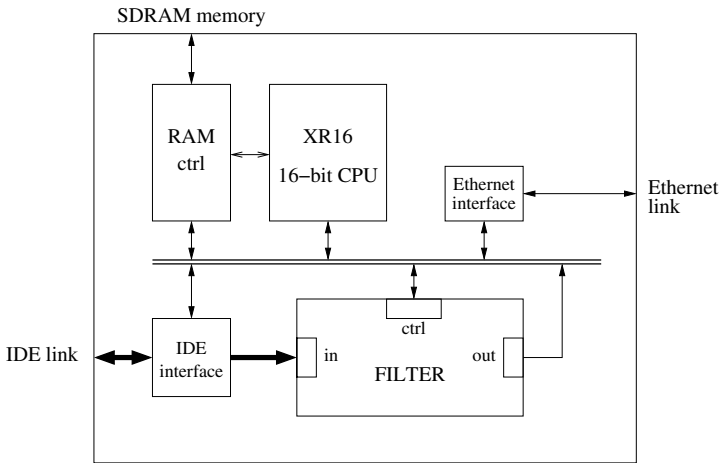 SDRAM memory
RAM
ctrl
XR16
16−bit CPU
Ethernet
interface
Ethernet
link
IDE link
IDE
interface
in
ctrl
out
FILTER